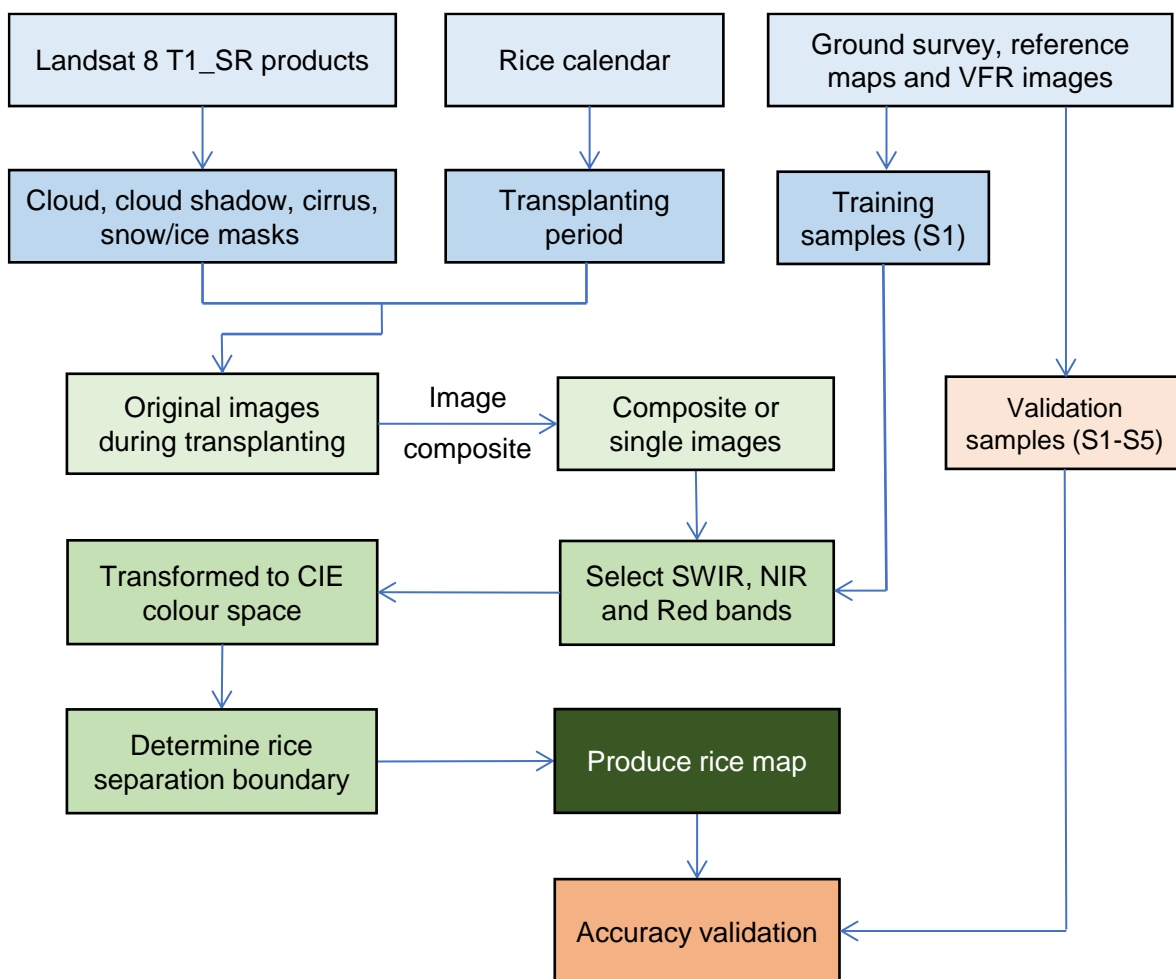 Landsat 8 T1_SR products
Rice calendar
Ground survey, reference
maps and VFR images
Cloud, cloud shadow, cirrus,
snow/ice masks
Transplanting
period
Training
samples (S1)
Original images
during transplanting
Image
composite
Composite or
single images
Validation
samples (S1-S5)
Transformed to CIE
colour space
Select SWIR, NIR
and Red bands
Determine rice
separation boundary
Produce rice map
Accuracy validation